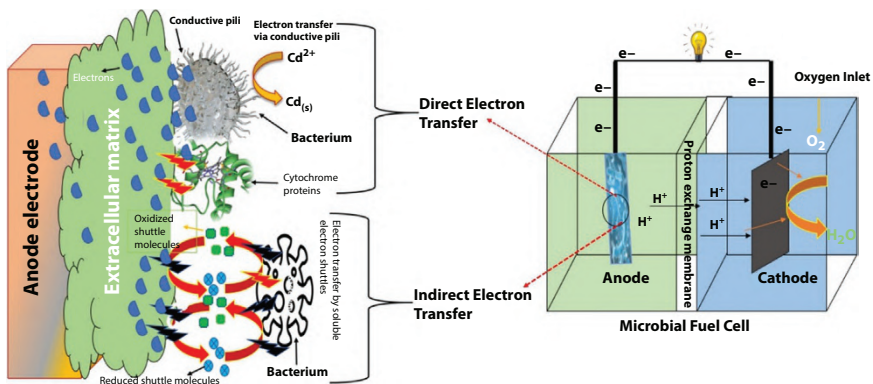 Conductive pili
Electron transfer
via conductive pili
Cd2+
Cd(s)
Electrons
Bacterium
Cytochrome
proteins
Anode electrode
Extracellular matrix
Oxidized
shuttle molecules
Electron transfer by soluble
electron shuttles
Bacterium
Reduced shuttle molecules
Direct Electron
Transfer
Indirect Electron
Transfer
e–
e–
e–
e–
e–
e–
Oxygen Inlet
O2
Proton exchange membrane
H+
H+
H+
H+
H2O
Anode
Cathode
Microbial Fuel Cell